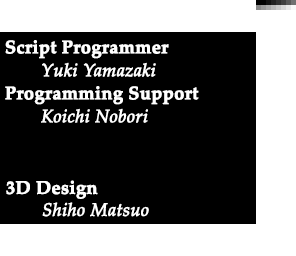 Script Programmer
Yuki Yamazaki
Programming Support
Koichi Nobori
3D Design
Shiho Matsuo